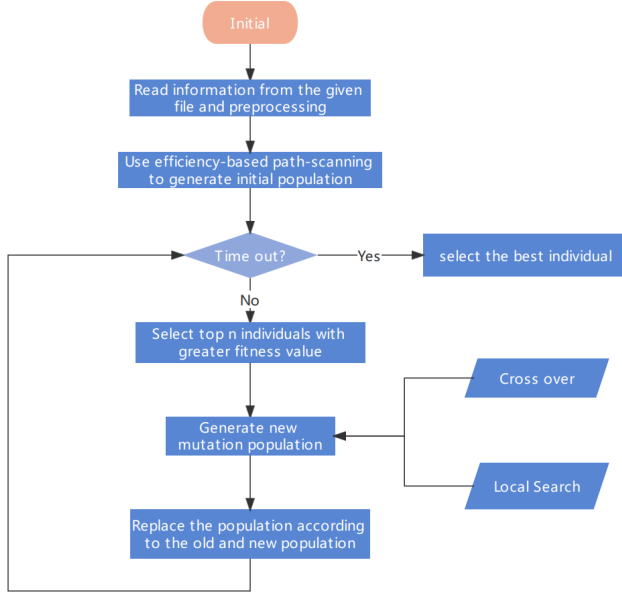 Initial
Read information from the given
file and preprocessing
Use efficiency-based path-scanning
to generate initial population
Time out?
Yes
select the best individual
No
Select top n individuals with
greater fitness value
Cross over
Generate new
mutation population
Local Search
Replace the population according
to the old and new population